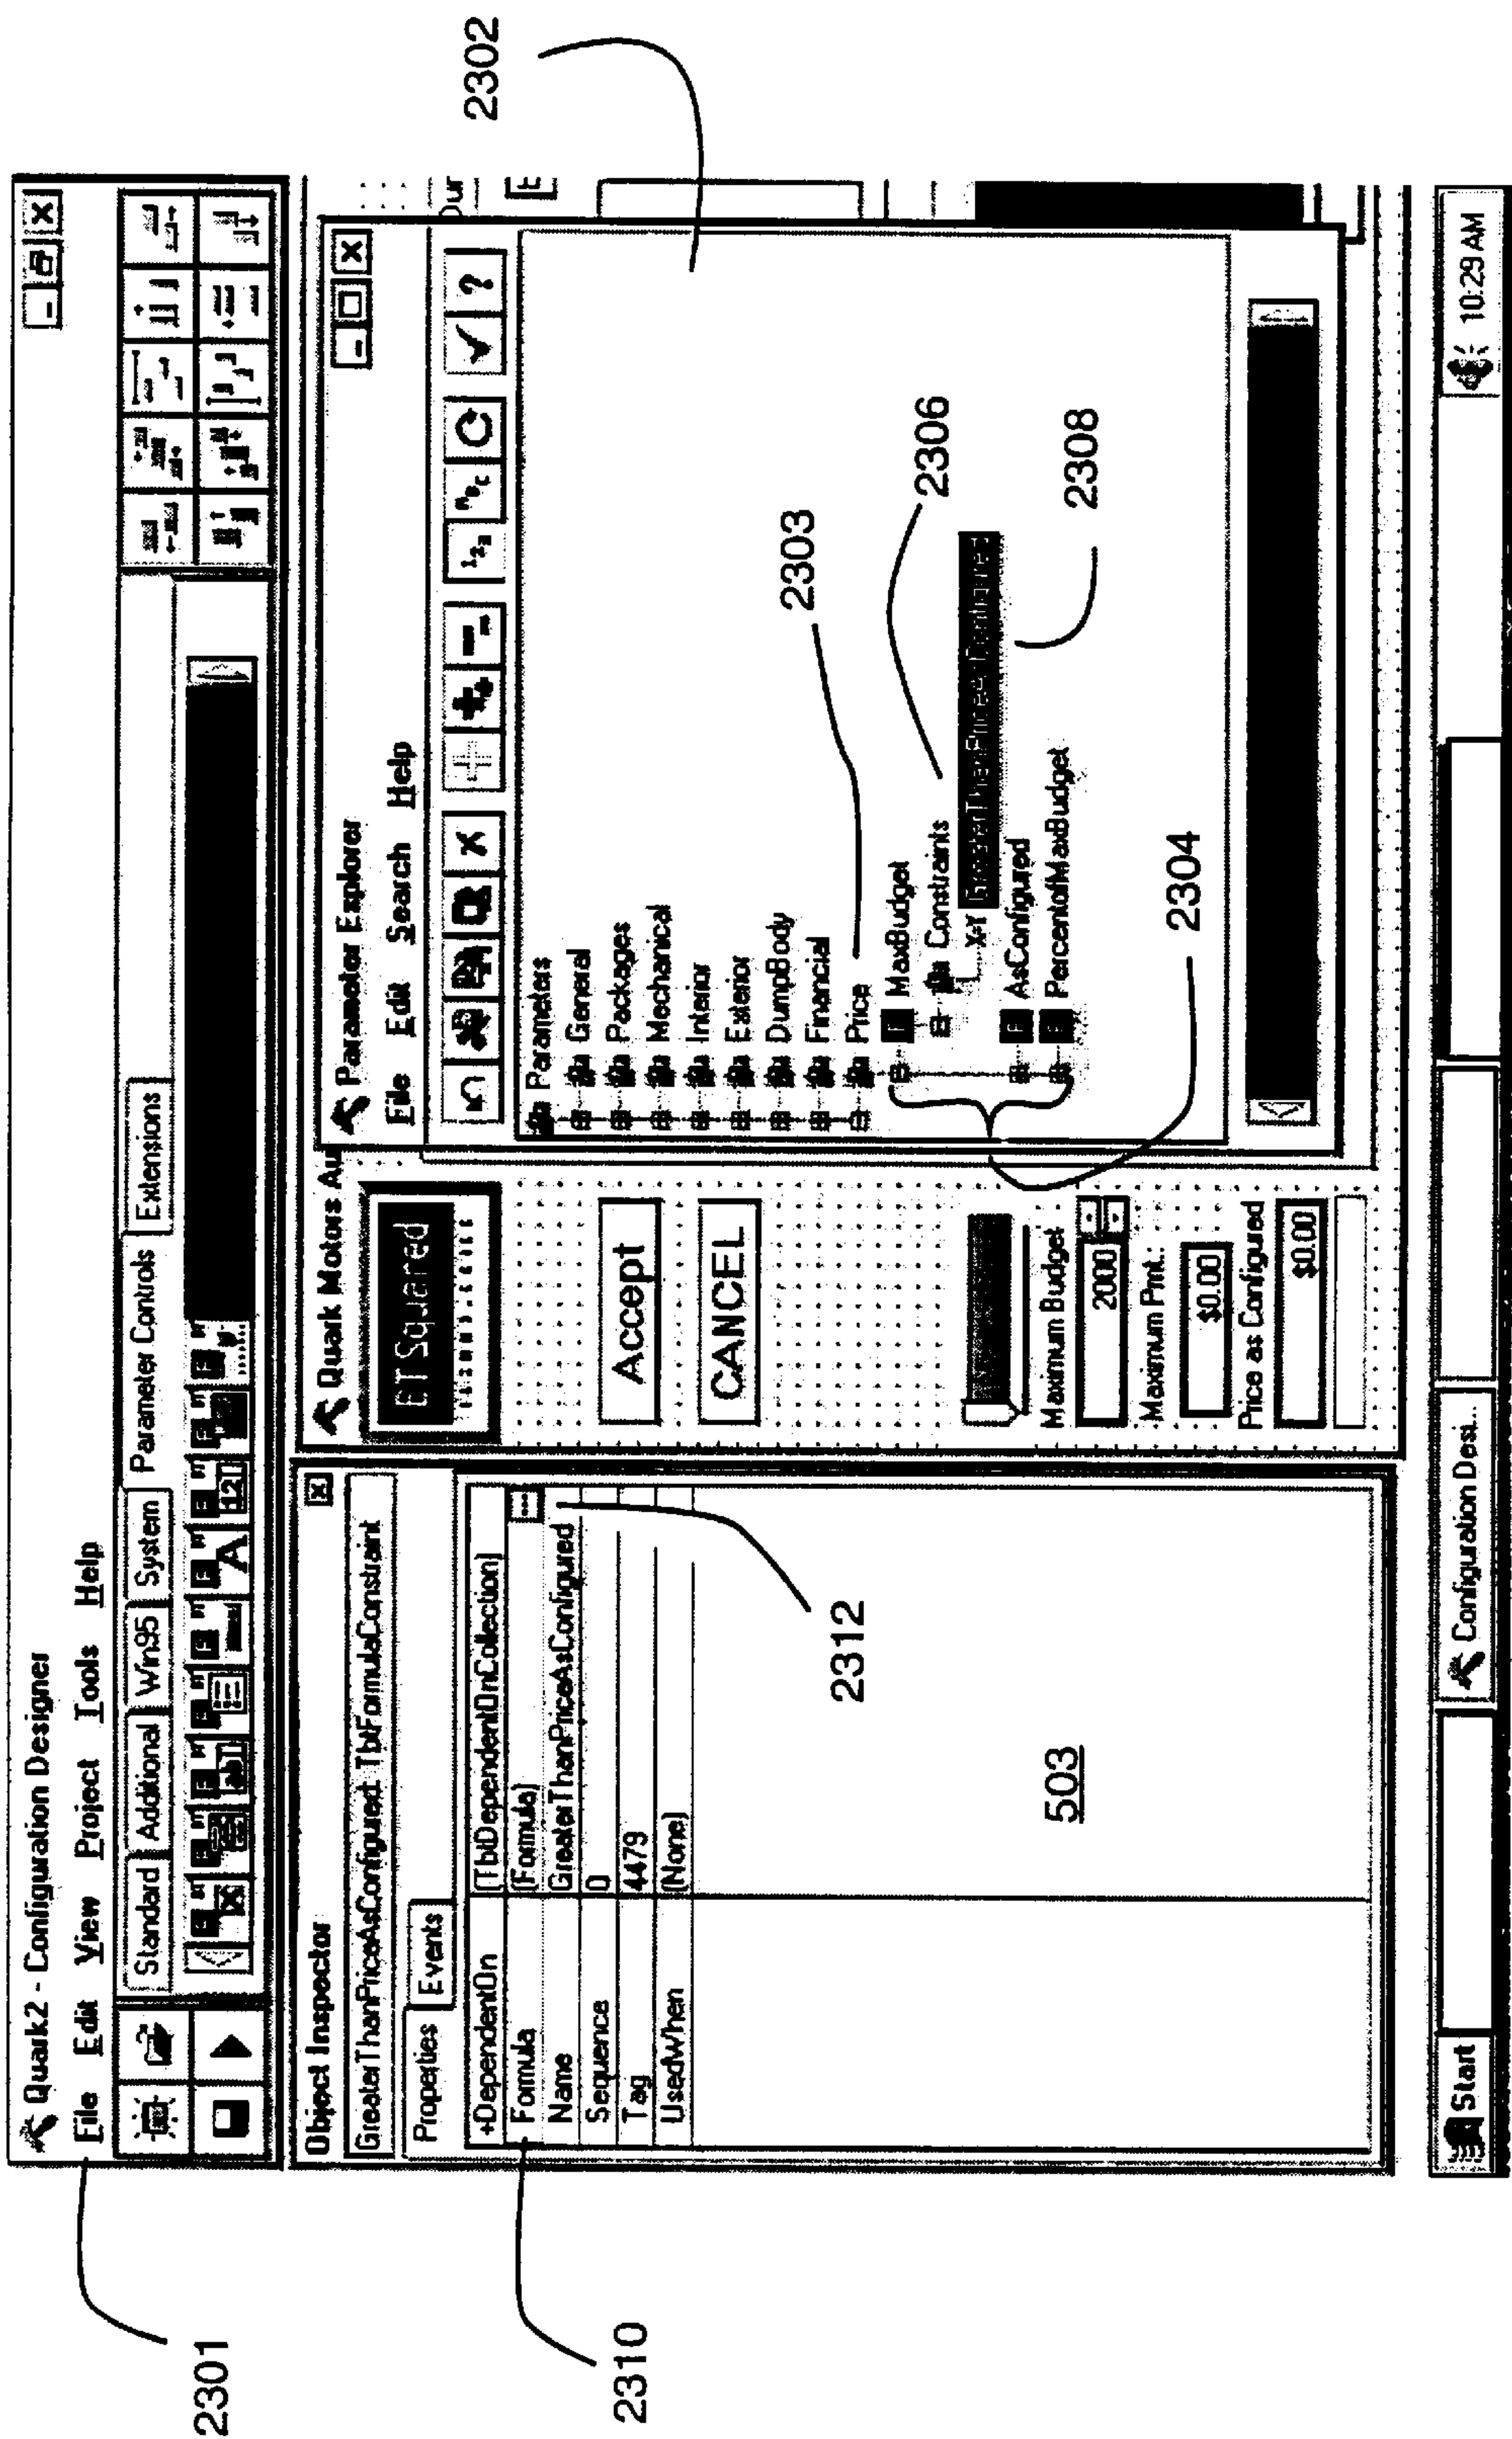 Quark2 - Configuration Designer
File Edit View Project Tools Help
Standard Additional Win95 System Parameter Controls Extensions
2301
Object Inspector
GreaterThanPriceAsConfigured: TbtFormulaConstraint
Properties Events
+DependentOn (TbtDependentOnCollection)
Formula (Formula) ...
Name GreaterThanPriceAsConfigured
Sequence 0
Tag 4479
UsedWhen (None)
2310
2312
503
Quark Motors Au
Squared
Accept
CANCEL
Maximum Budget
2000
Maximum Pmt.:
$0.00
Price as Configured
$0.00
Parameter Explorer
File Edit Search Help
Parameters
General
Packages
Mechanical
Interior
Exterior
DumpBody
Financial
Price
MaxBudget
Constraints
X-Y
AsConfigured
PercentofMaxBudget
2302
2303
2306
2308
2304
Start
Configuration Desi...
10:29 AM